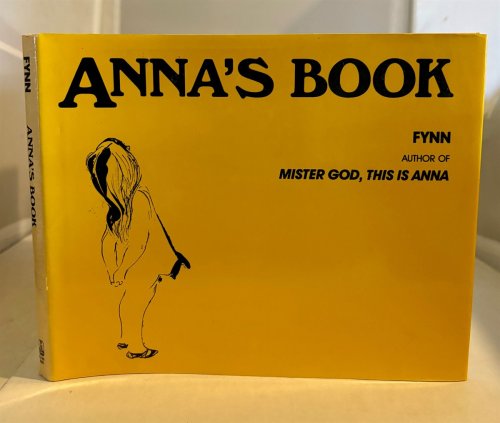 ANNA'S BOOK
FYNN
AUTHOR OF
MISTER GOD, THIS IS ANNA
FYNN
ANNA'S BOOK